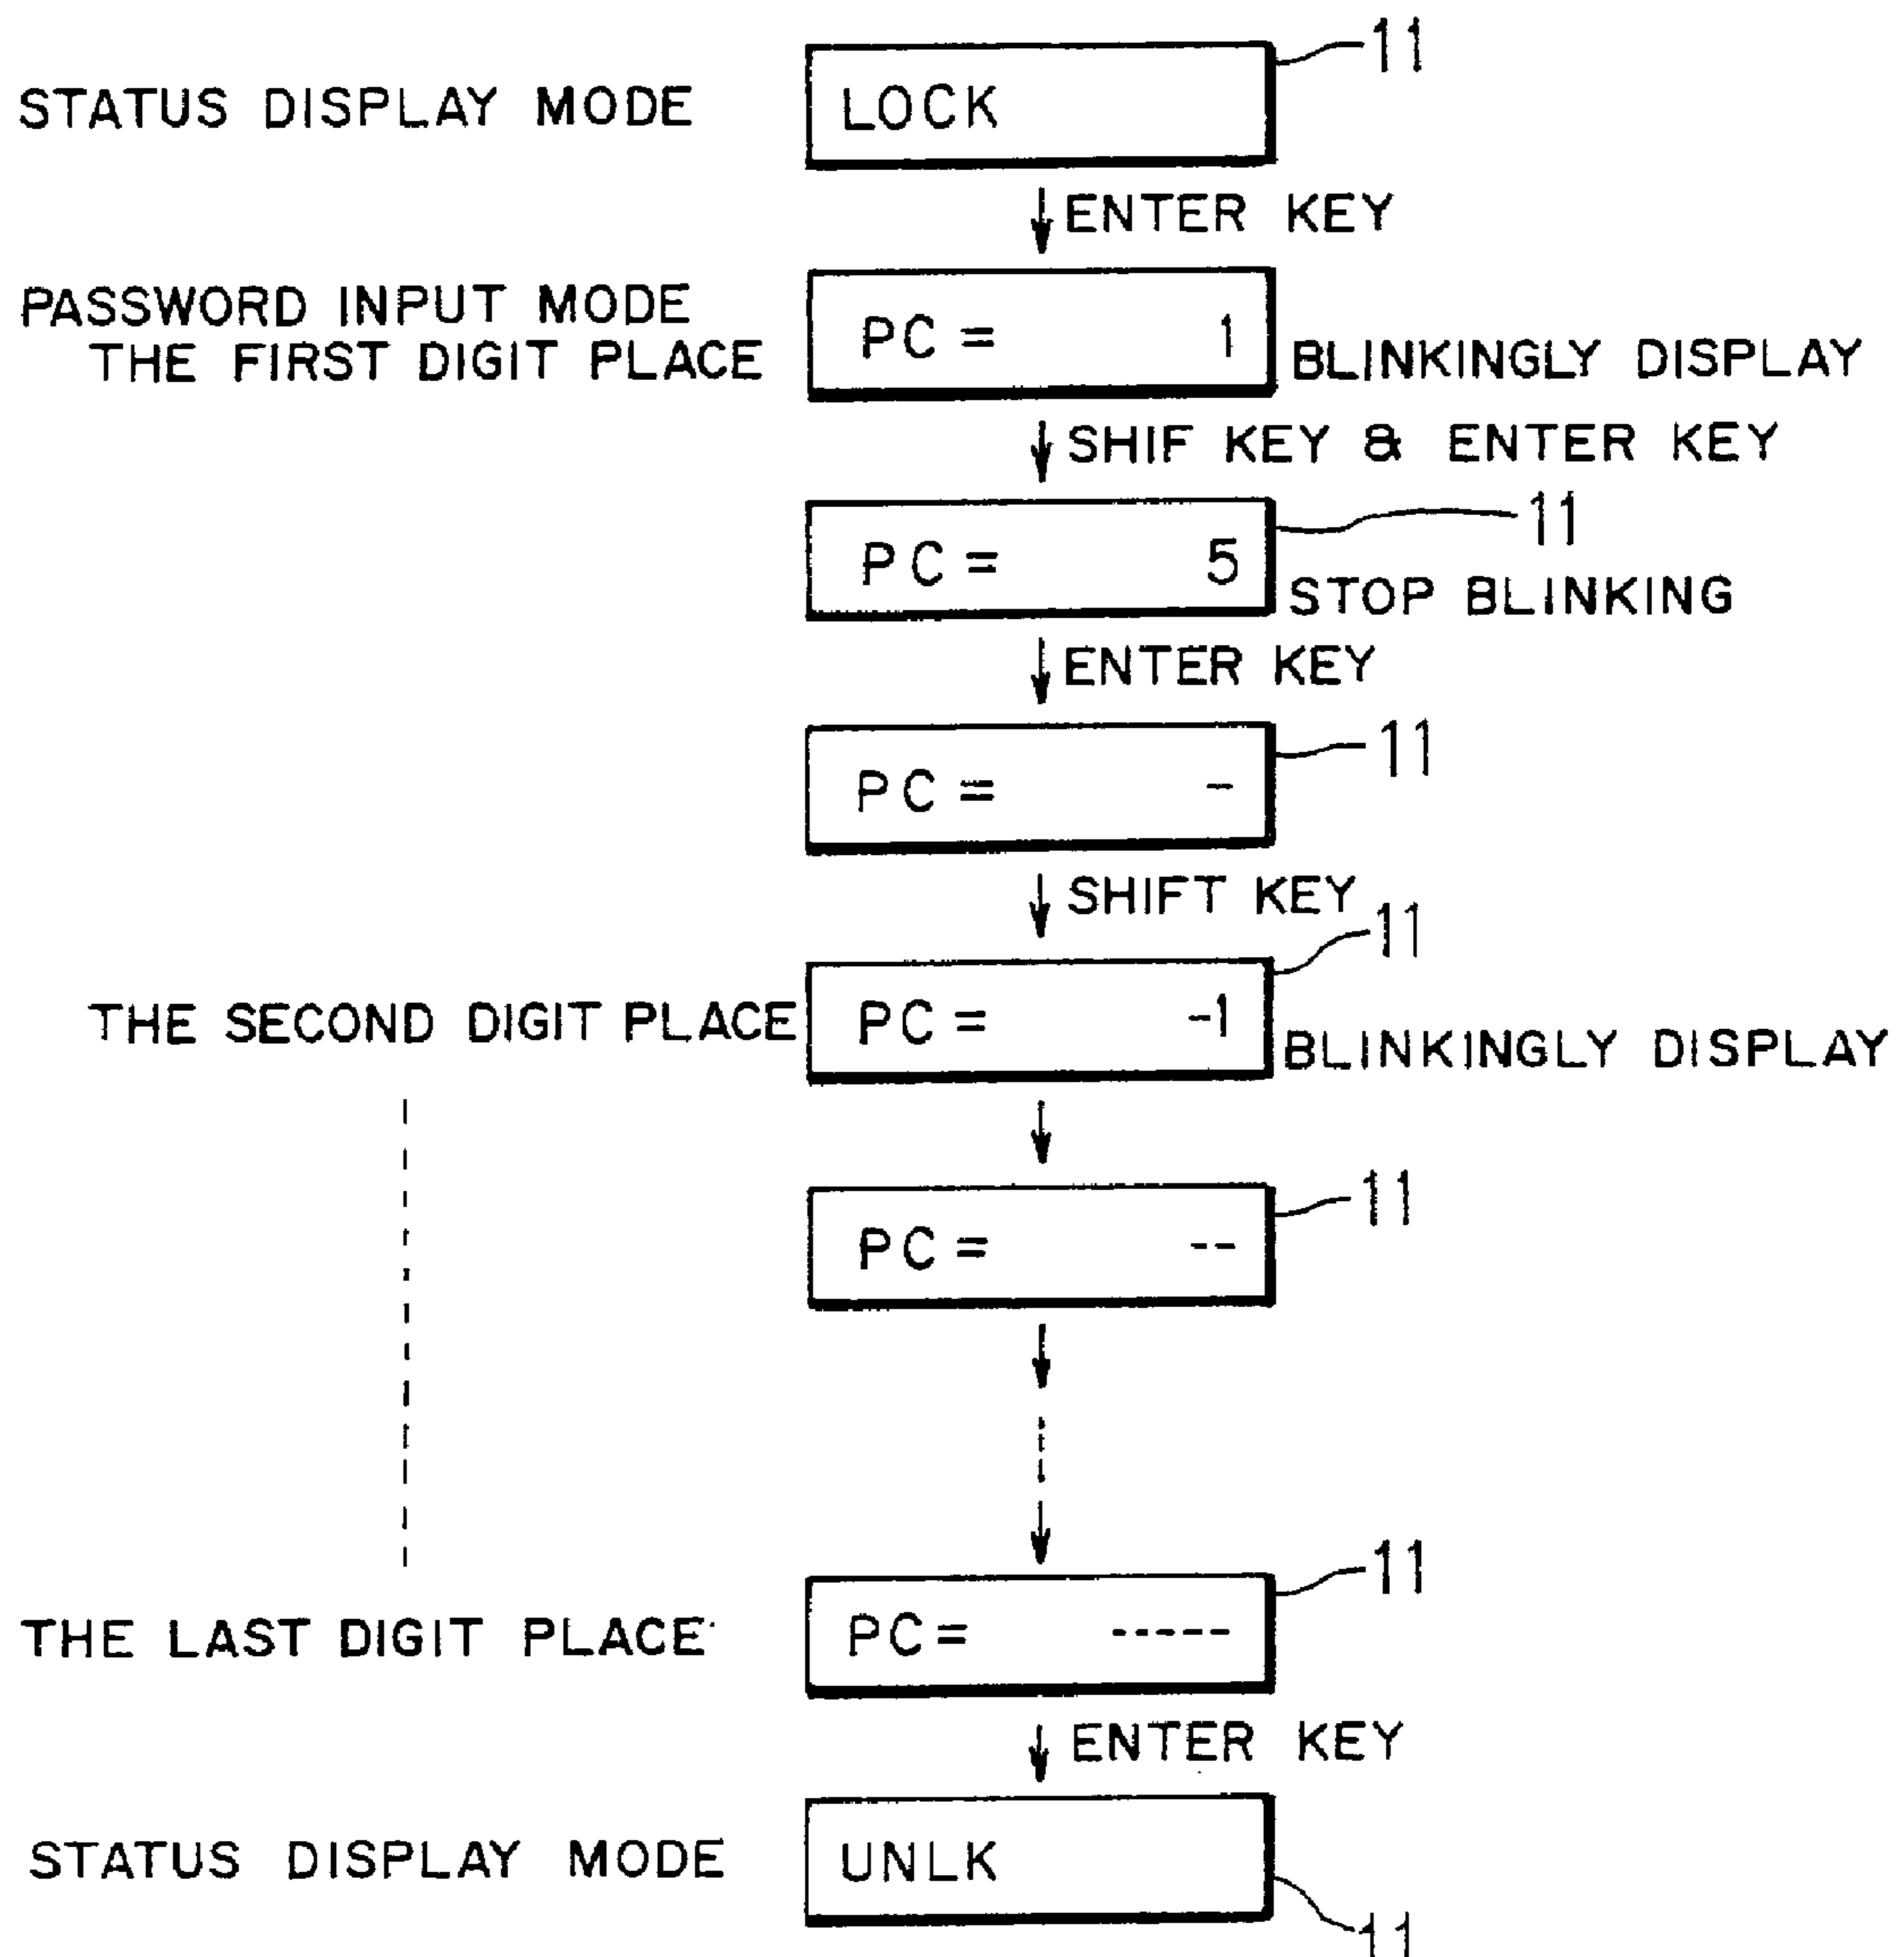 11
STATUS DISPLAY MODE LOCK
ENTER KEY
PASSWORD INPUT MODE
THE FIRST DIGIT PLACE PC = 1 BLINKINGLY DISPLAY
SHIF KEY & ENTER KEY
11
PC = 5 STOP BLINKING
ENTER KEY
11
PC = -
SHIFT KEY
11
THE SECOND DIGIT PLACE PC = -1 BLINKINGLY DISPLAY
11
PC = --
11
THE LAST DIGIT PLACE PC= -----
ENTER KEY
STATUS DISPLAY MODE UNLK
11